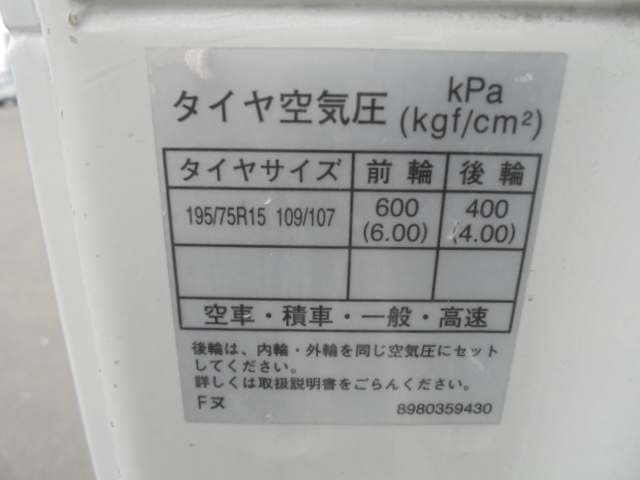 タイヤ空気圧 kPa (kgf/cm²)
タイヤサイズ 前輪 後輪
195/75R15 109/107 600 (6.00) 400 (4.00)
空車・積車・一般・高速
後輪は、内輪・外輪を同じ空気圧にセット
してください。
詳しくは取扱説明書をごらんください。
Fヌ 8980359430